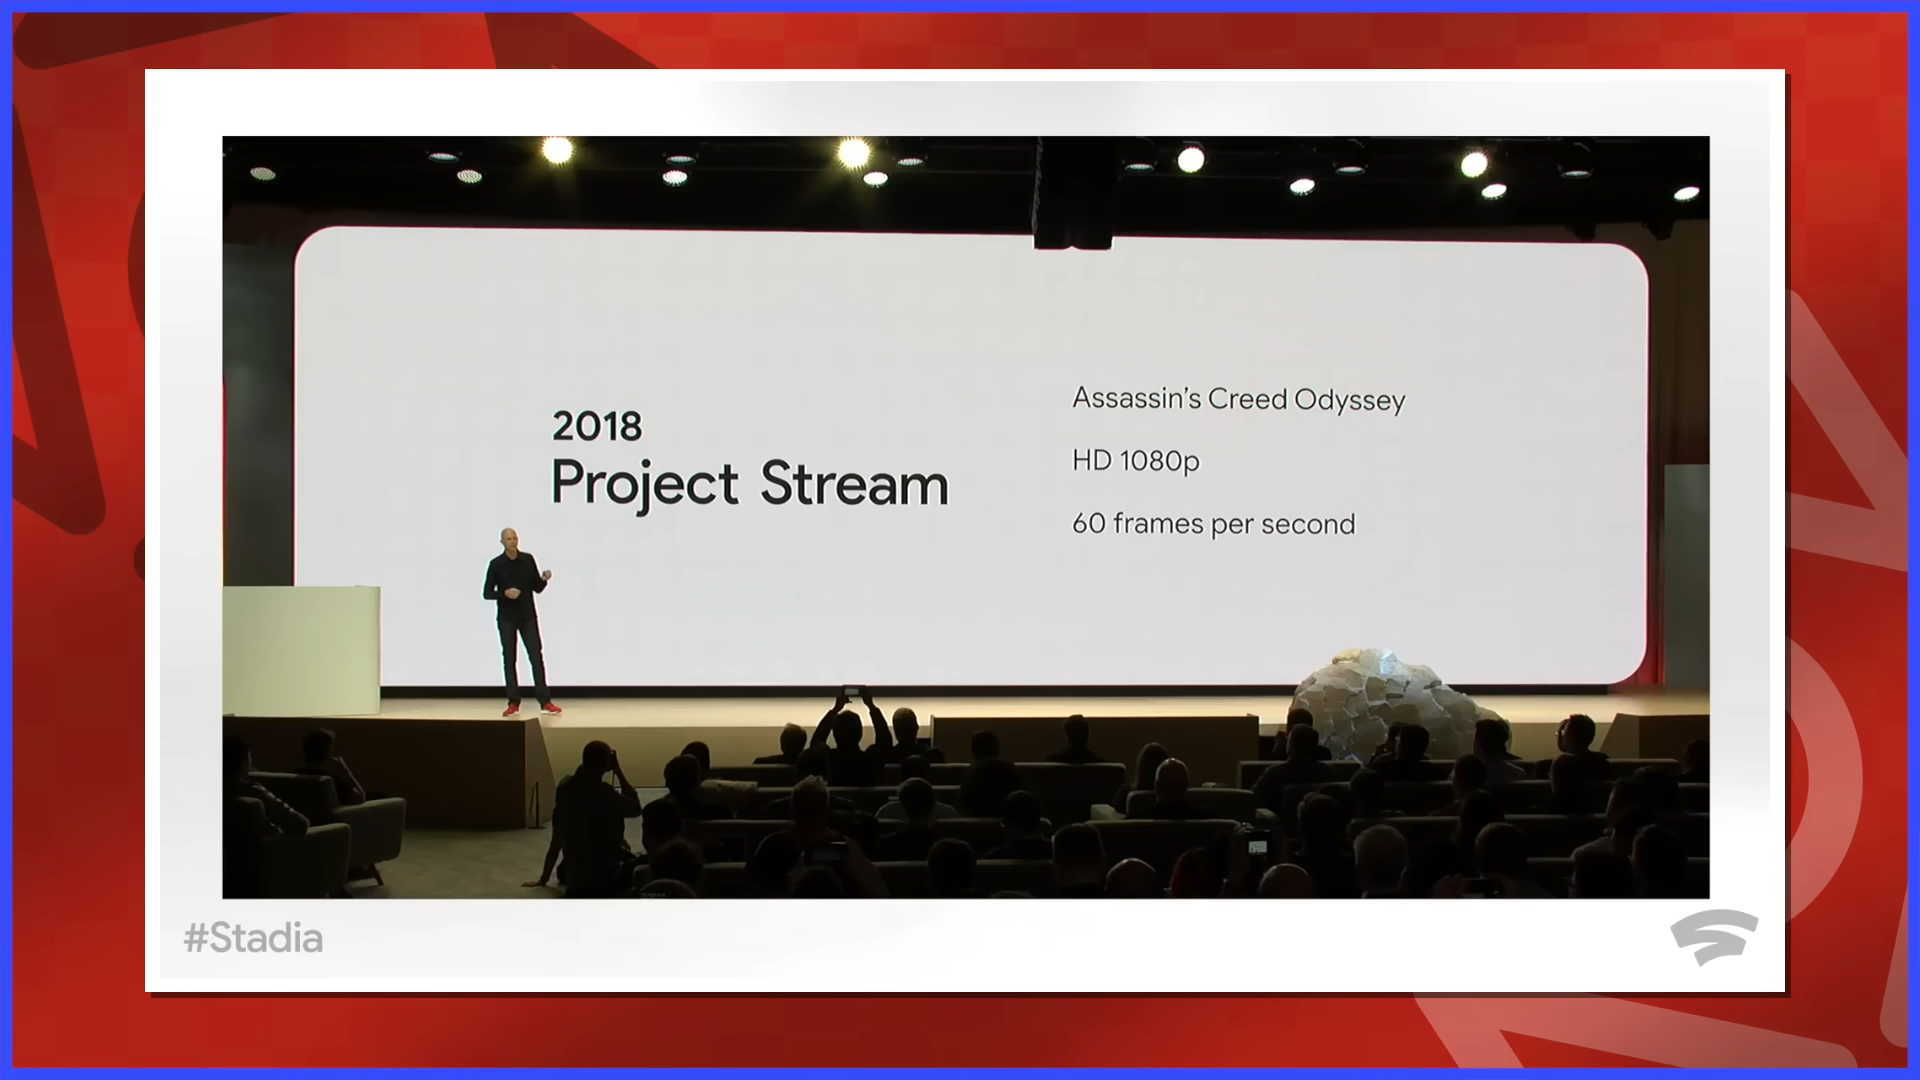 2018
Project Stream
Assassin's Creed Odyssey
HD 1080p
60 frames per second
#Stadia